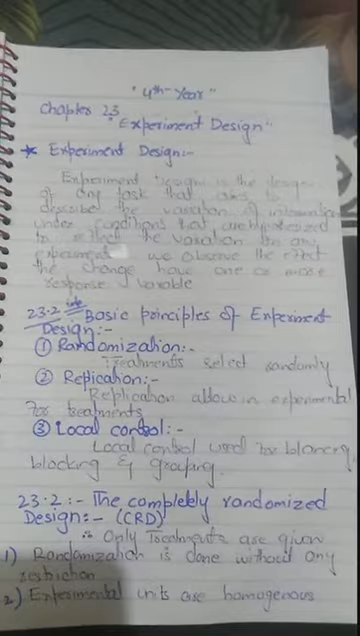 "4th-Year"
Chapter 23
"Experiment Design"
* Experiment Design:-
Experiment Design is the design
of any task that aims to
describe the variation of information
under conditions that are hypothesized
to reflect the variation in any
experiment we observe the effect
the change have one or more
response variable
23.2 Basic principles of Experiment
Design:-
① Randomization:-
Treatments select randomly
② Replication:-
Replication allow in experimental
for treatments
③ Local control:-
Local control used for blancing
blocking & grouping.
23.2:- The completely randomized
Design:- (CRD)
Only Treatments are given
1) Randomization is done without any
restriction
2) Experimental units are homogenous